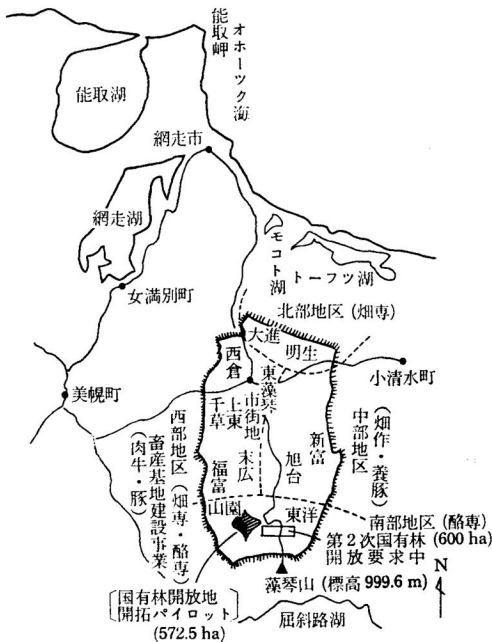 能取岬
オホーツク海
能取湖
網走市
網走湖
モコト湖
トーフツ湖
女満別町
北部地区(畑専)
大進
明生
西倉
東藻琴
市街地
小清水町
美幌町
上東
千草
新富
中部地区
(畑作・養豚)
西部地区(畑専・酪専)
畜産基地建設事業
(肉牛・豚)
末広
旭台
福富
山園
東洋
南部地区(酪専)
第2次国有林(600 ha)
開放要求中
N
藻琴山(標高999.6 m)
国有林開放地
開拓パイロット
(572.5 ha)
屈斜路湖